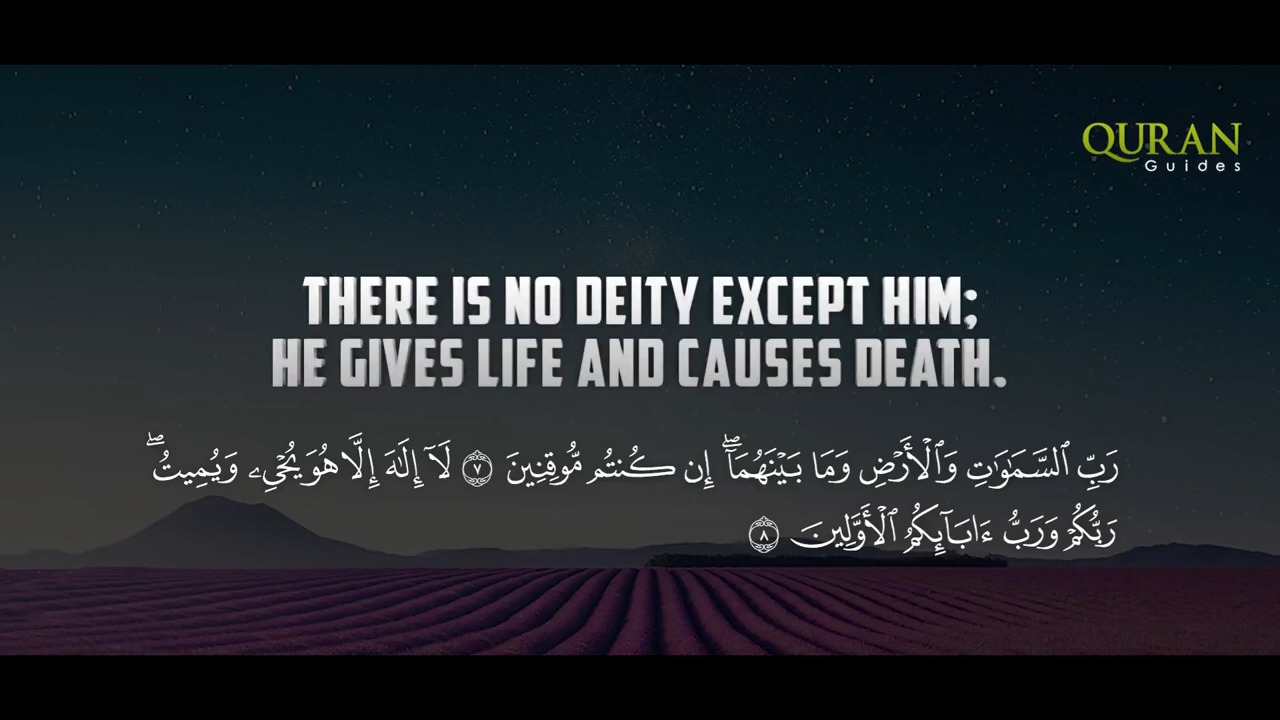 QURAN
Guides
THERE IS NO DEITY EXCEPT HIM;
HE GIVES LIFE AND CAUSES DEATH.
رَبِّ ٱلسَّمَٰوَٰتِ وَٱلْأَرْضِ وَمَا بَيْنَهُمَآ ۖ إِن كُنتُم مُّوقِنِينَ ٧ لَآ إِلَٰهَ إِلَّا هُوَ يُحْىِۦ وَيُمِيتُ ۖ
رَبُّكُمْ وَرَبُّ ءَابَآئِكُمُ ٱلْأَوَّلِينَ ٨